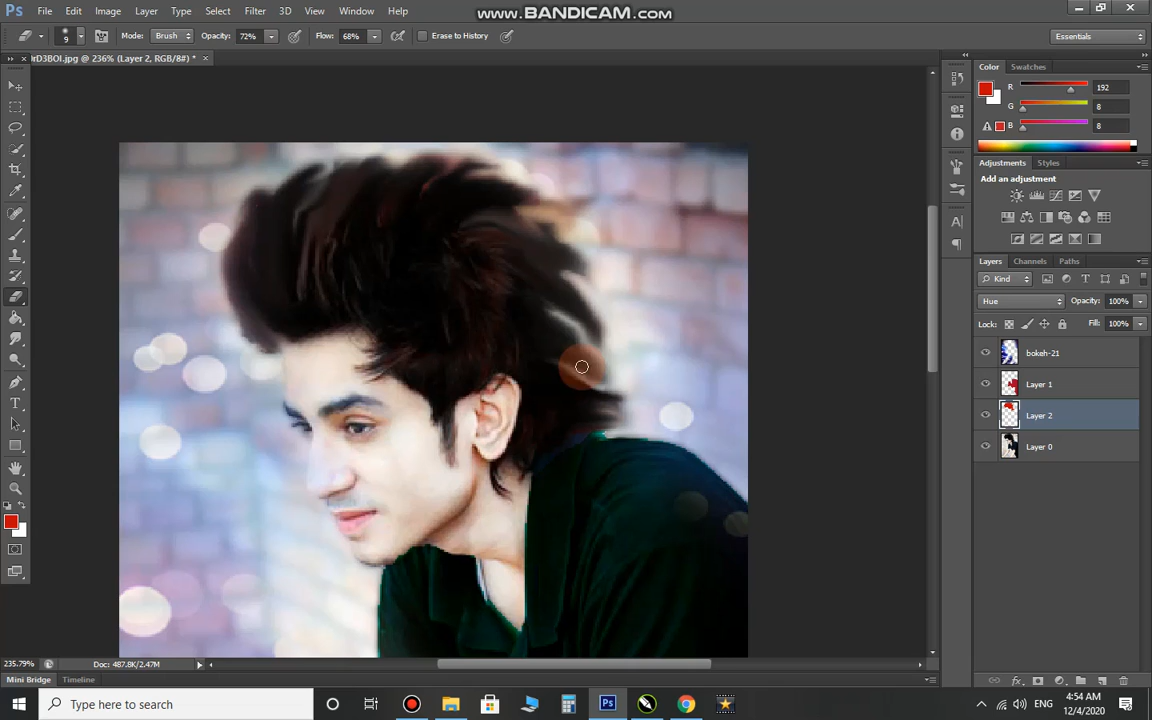 Ps File Edit Image Layer Type Select Filter 3D View Window Help
www.BANDICAM.com
9 Mode: Brush Opacity: 72% Flow: 68% Erase to History Essentials
rD3BOI.jpg @ 236% (Layer 2, RGB/8#) * ×
Color Swatches
R 192
G 8
B 8
Adjustments Styles
Add an adjustment
Layers Channels Paths
Kind
Hue Opacity: 100%
Lock: Fill: 100%
bokeh-21
Layer 1
Layer 2
Layer 0
235.79% Doc: 487.8K/2.47M
Mini Bridge Timeline
Type here to search
Ps
ENG
4:54 AM
12/4/2020